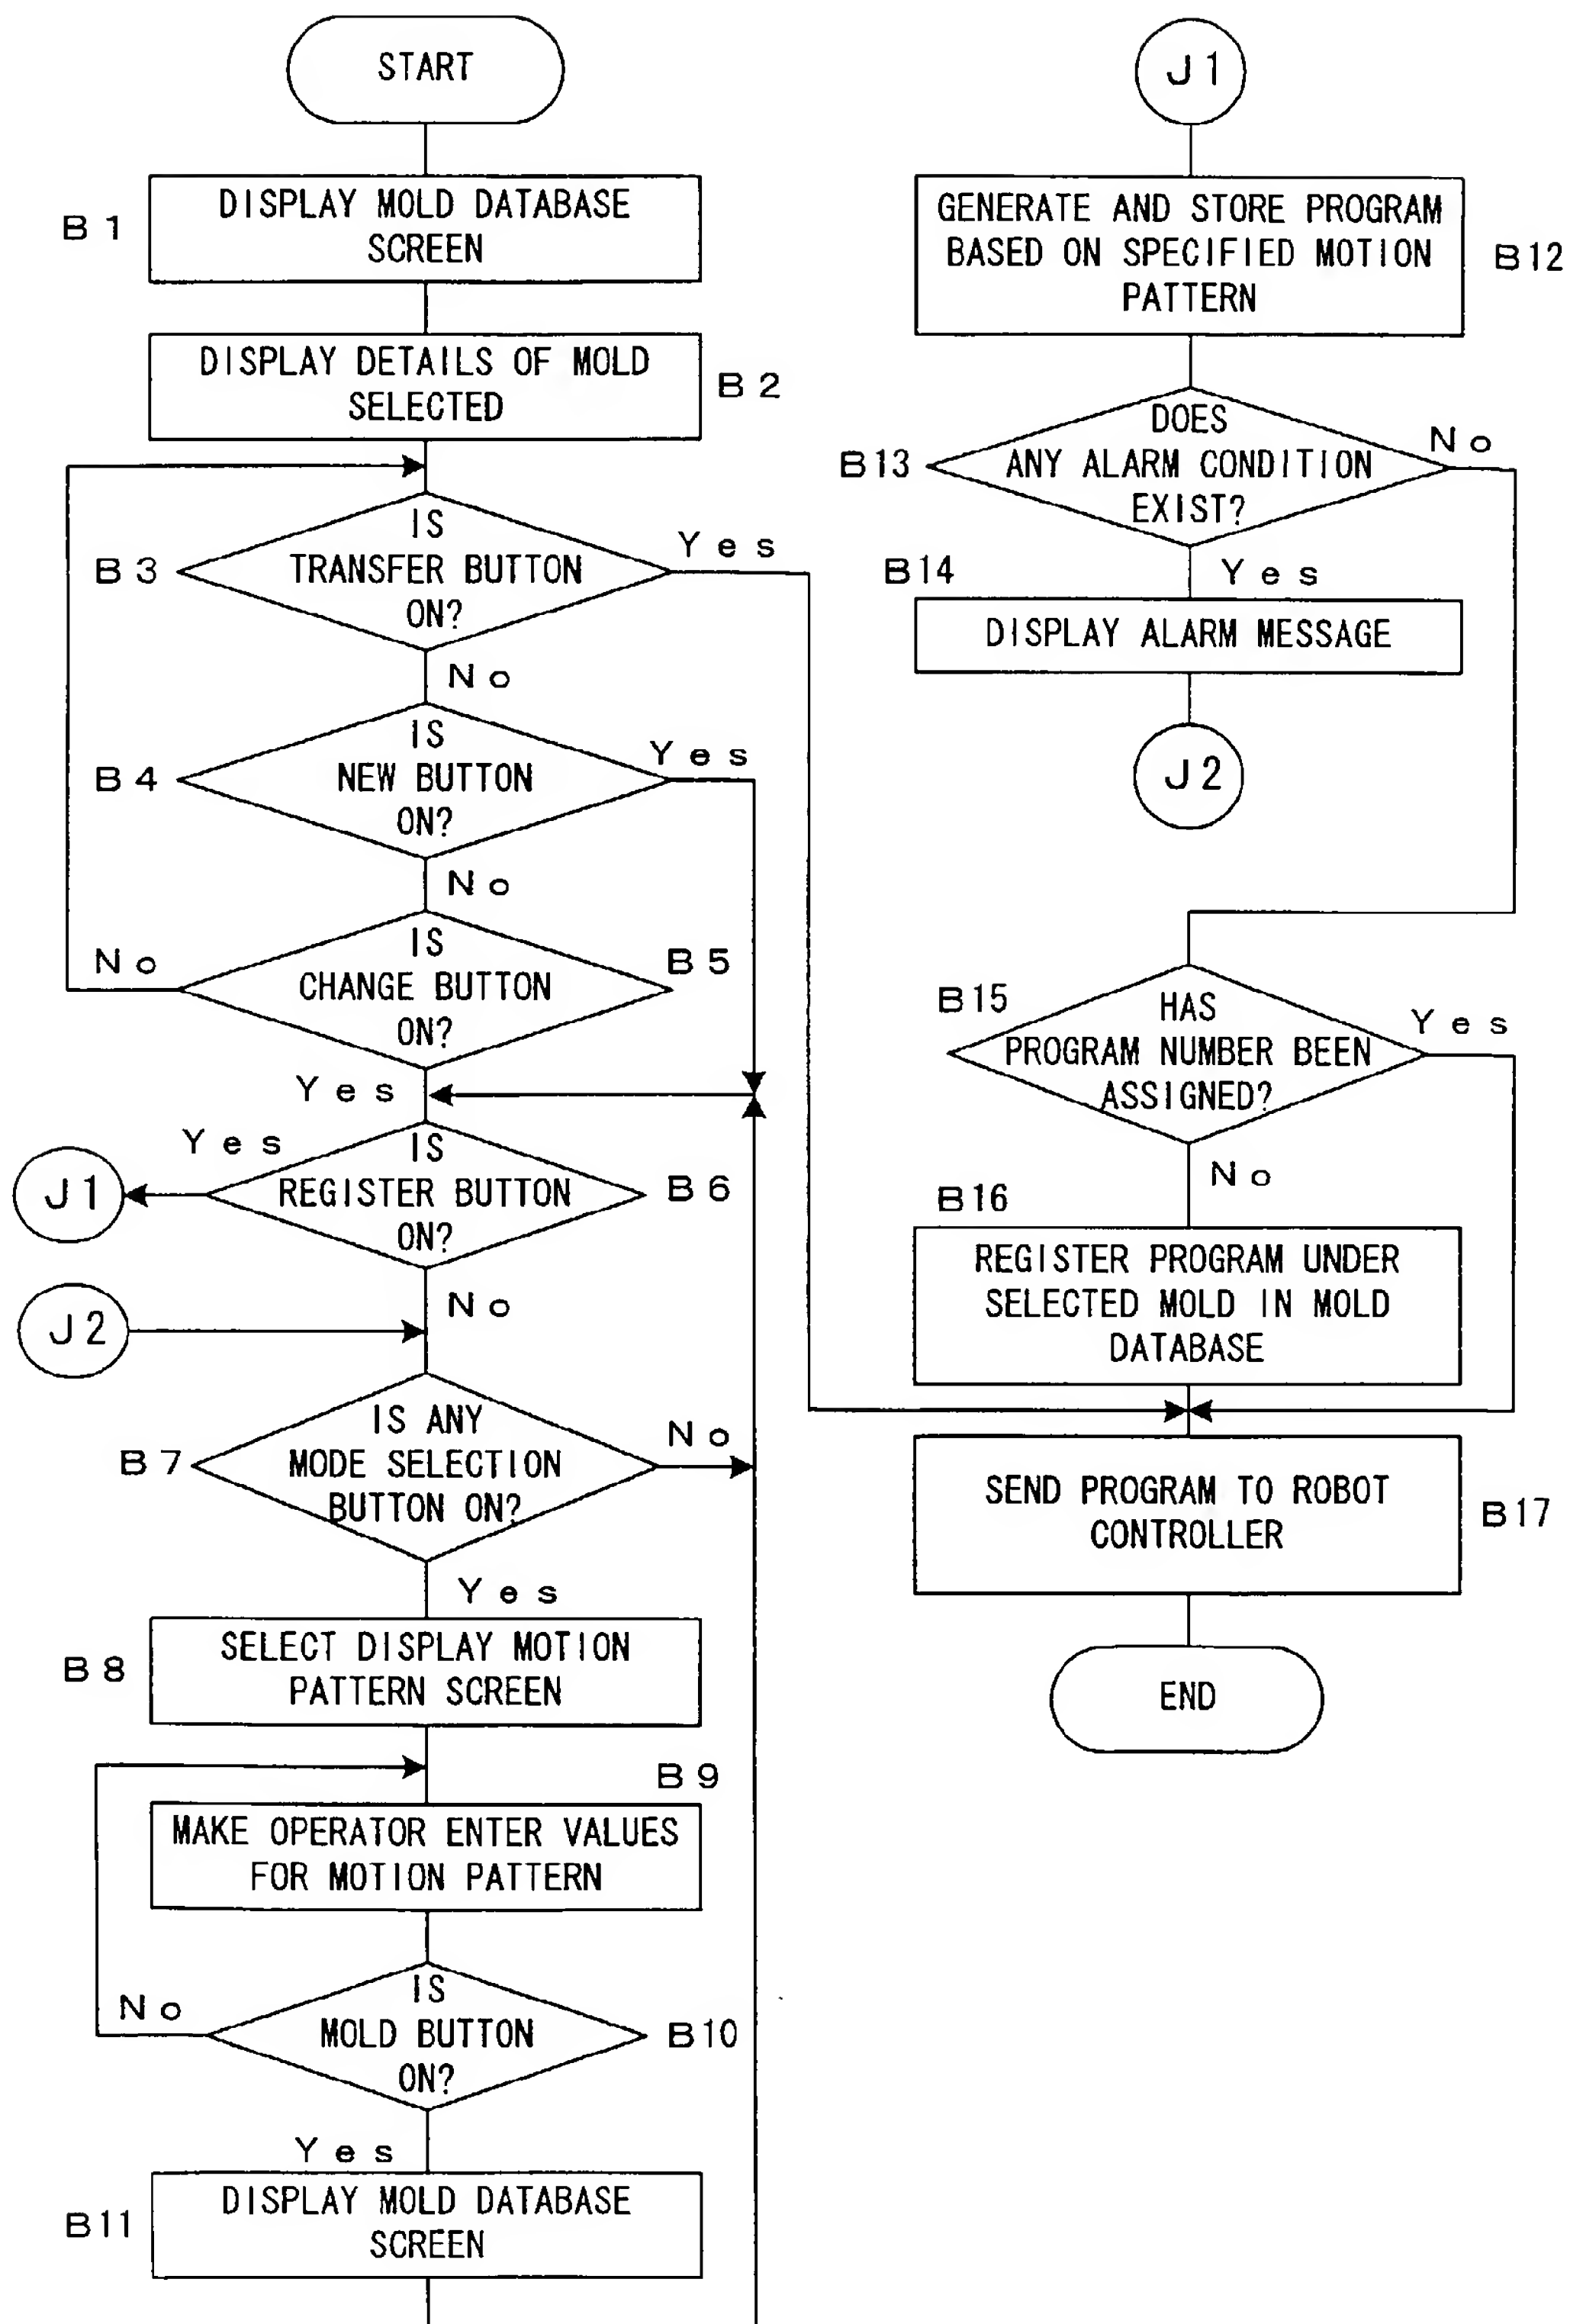 START
B1
DISPLAY MOLD DATABASE
SCREEN
DISPLAY DETAILS OF MOLD
SELECTED
B2
B3
IS
TRANSFER BUTTON
ON?
Yes
No
B4
IS
NEW BUTTON
ON?
Yes
No
No
IS
CHANGE BUTTON
ON?
B5
Yes
Yes
J1
IS
REGISTER BUTTON
ON?
B6
No
J2
B7
IS ANY
MODE SELECTION
BUTTON ON?
No
Yes
B8
SELECT DISPLAY MOTION
PATTERN SCREEN
B9
MAKE OPERATOR ENTER VALUES
FOR MOTION PATTERN
No
IS
MOLD BUTTON
ON?
B10
Yes
B11
DISPLAY MOLD DATABASE
SCREEN
J1
GENERATE AND STORE PROGRAM
BASED ON SPECIFIED MOTION
PATTERN
B12
B13
DOES
ANY ALARM CONDITION
EXIST?
No
B14
Yes
DISPLAY ALARM MESSAGE
J2
B15
HAS
PROGRAM NUMBER BEEN
ASSIGNED?
Yes
No
B16
REGISTER PROGRAM UNDER
SELECTED MOLD IN MOLD
DATABASE
SEND PROGRAM TO ROBOT
CONTROLLER
B17
END